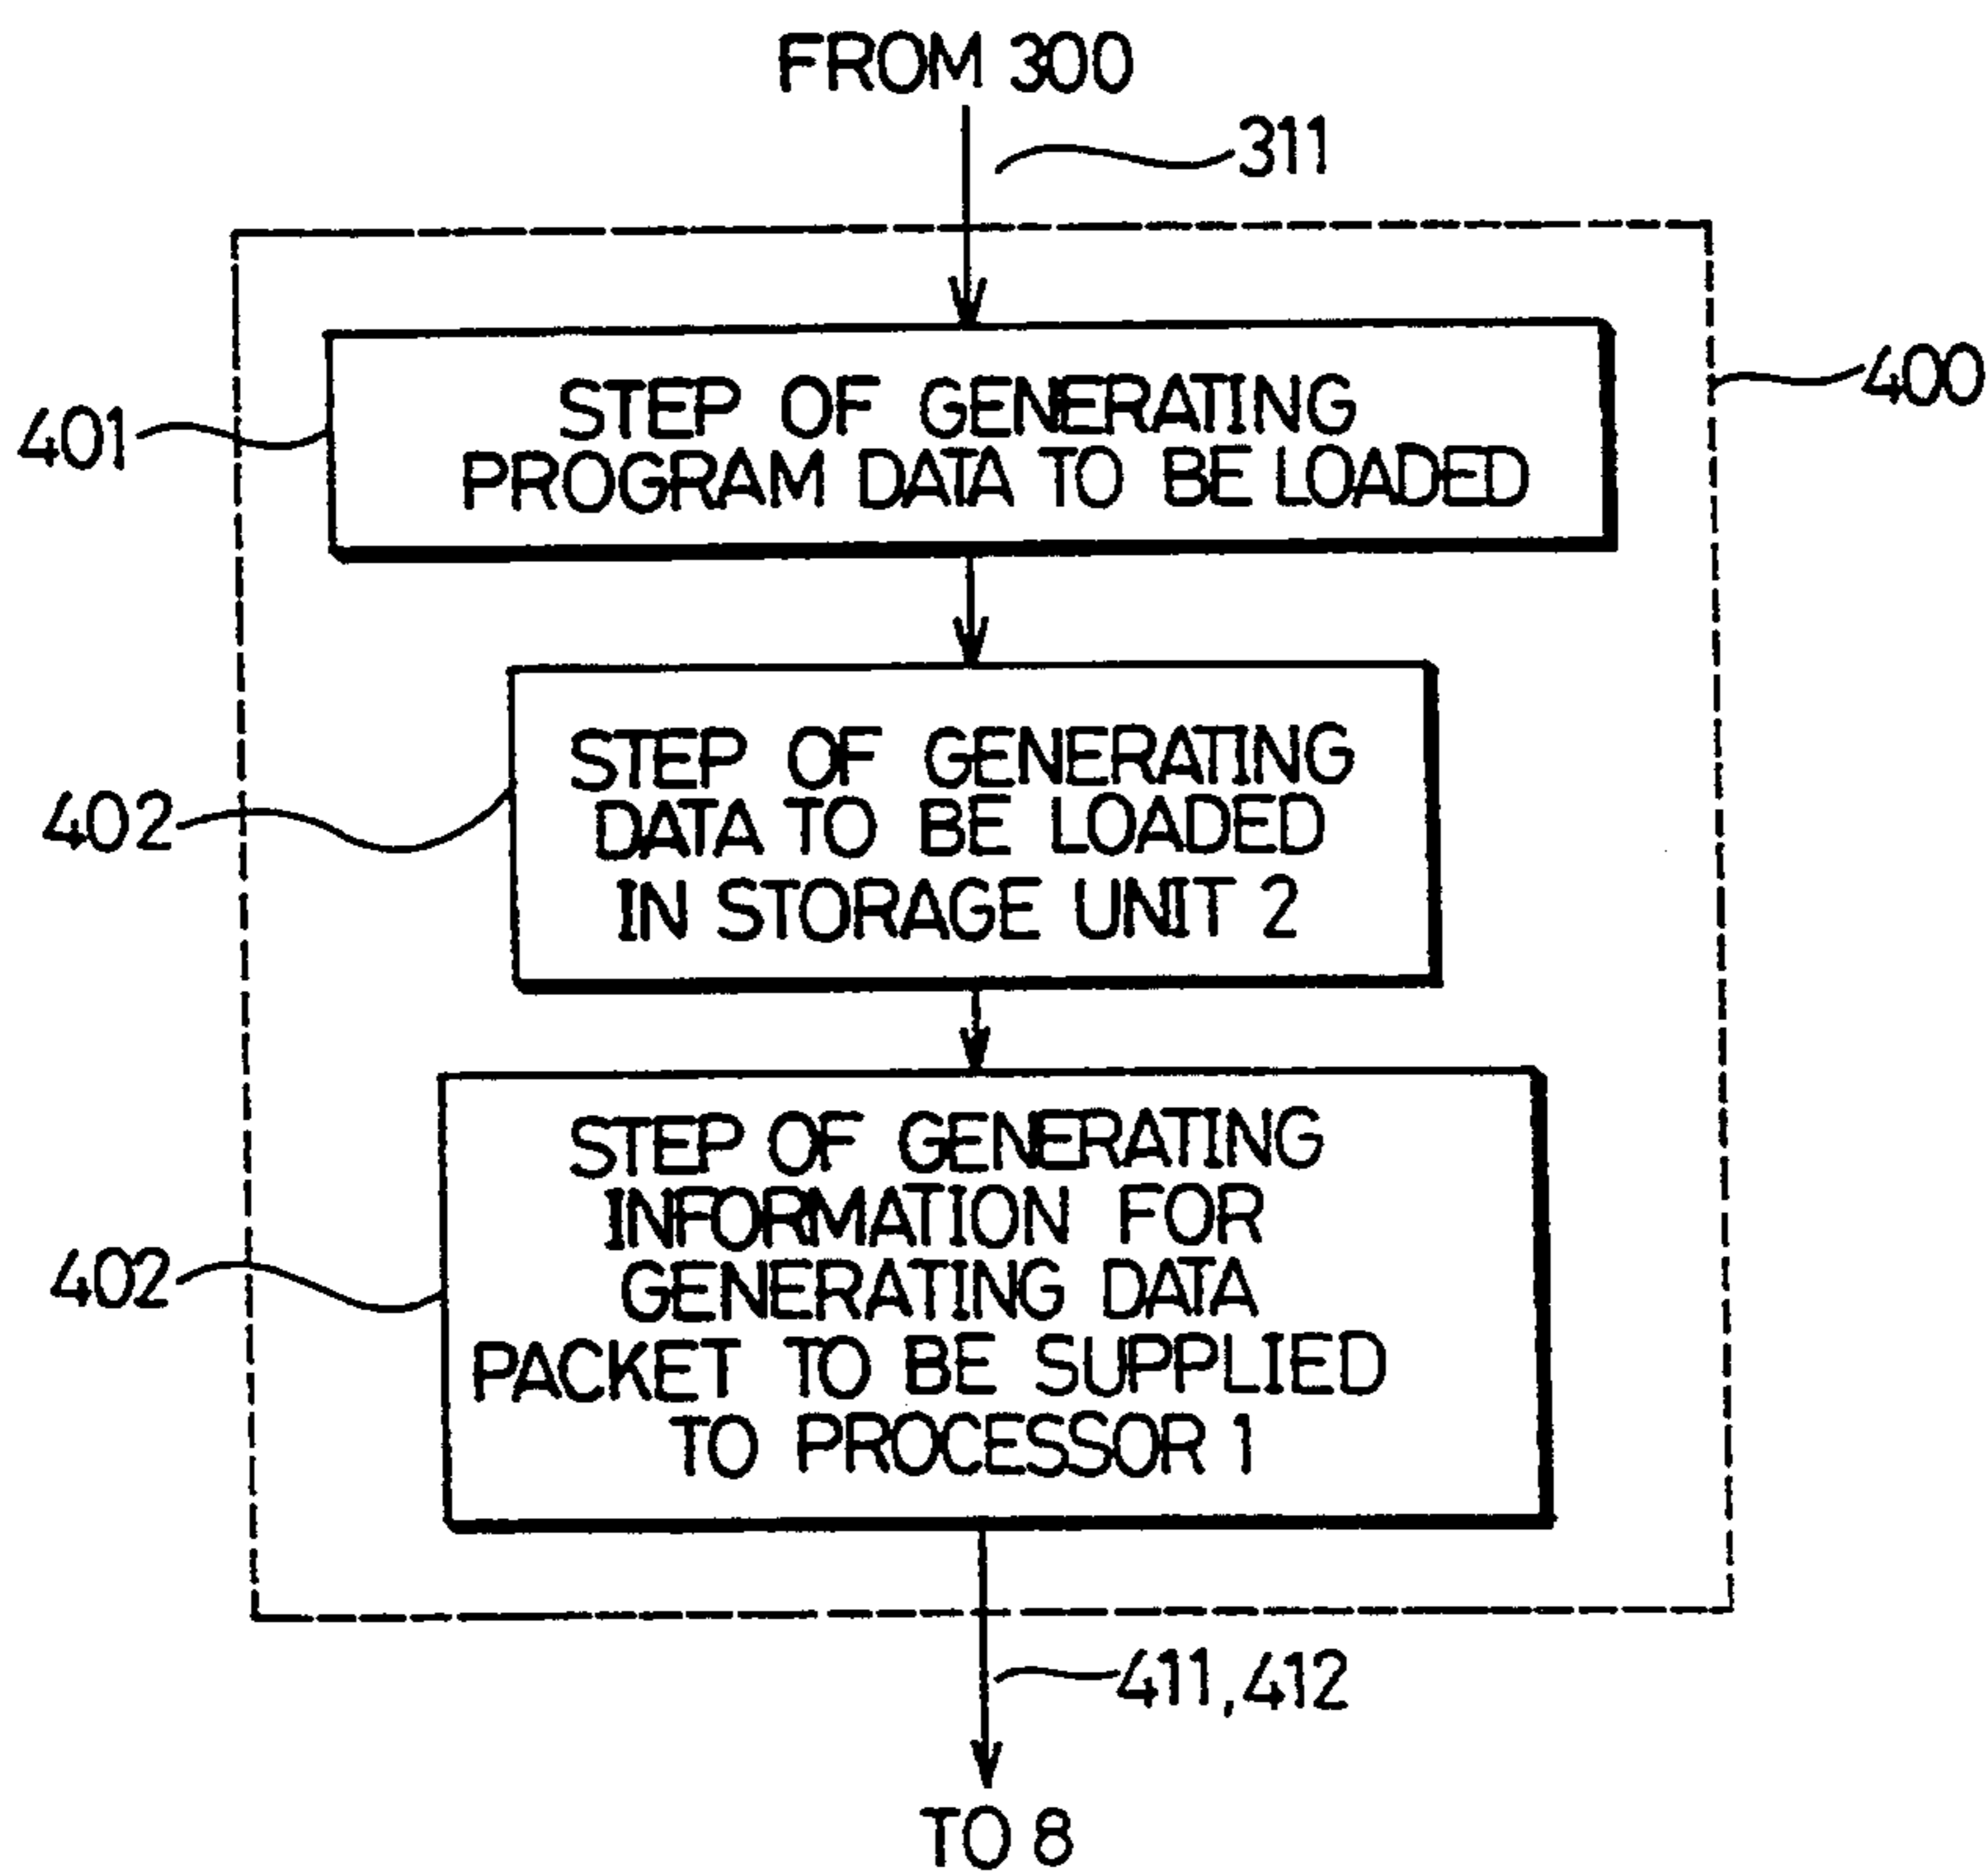 FROM 300
311
400
401
STEP OF GENERATING
PROGRAM DATA TO BE LOADED
402
STEP OF GENERATING
DATA TO BE LOADED
IN STORAGE UNIT 2
402
STEP OF GENERATING
INFORMATION FOR
GENERATING DATA
PACKET TO BE SUPPLIED
TO PROCESSOR 1
411,412
TO 8